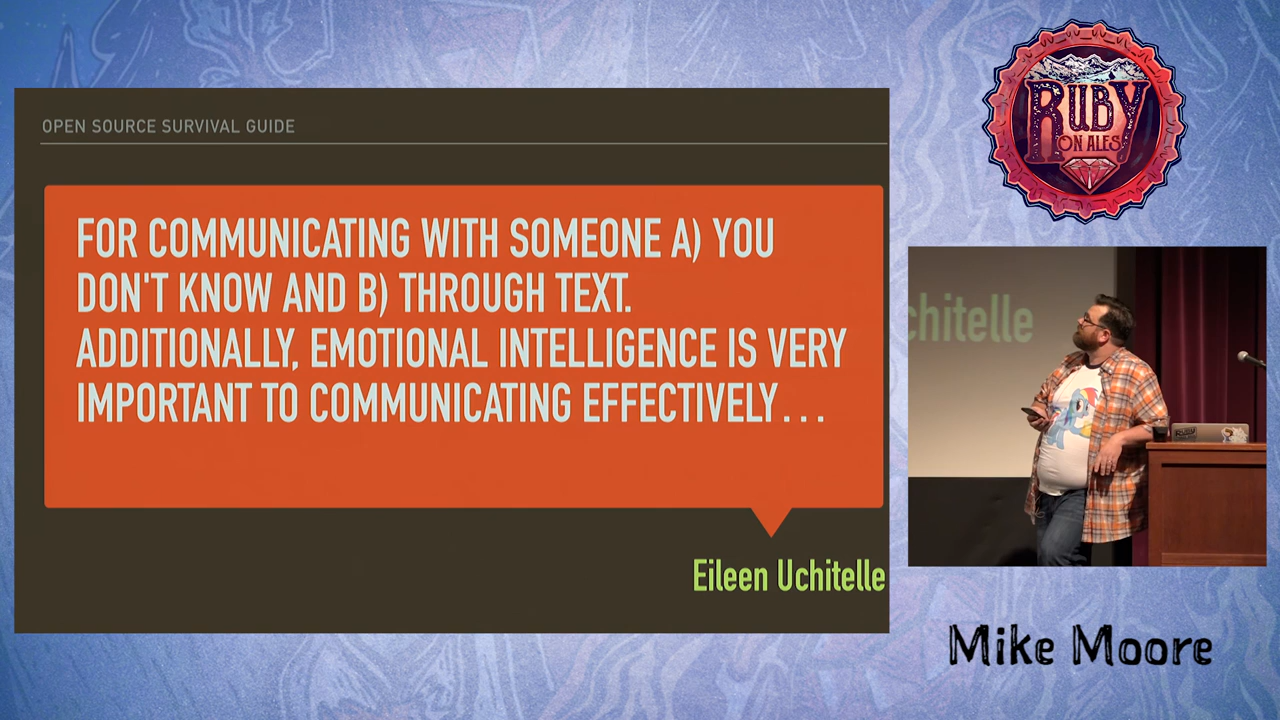 OPEN SOURCE SURVIVAL GUIDE
FOR COMMUNICATING WITH SOMEONE A) YOU
DON'T KNOW AND B) THROUGH TEXT.
ADDITIONALLY, EMOTIONAL INTELLIGENCE IS VERY
IMPORTANT TO COMMUNICATING EFFECTIVELY...
Eileen Uchitelle
RUBY
ON ALES
chitelle
RUBY
Mike Moore